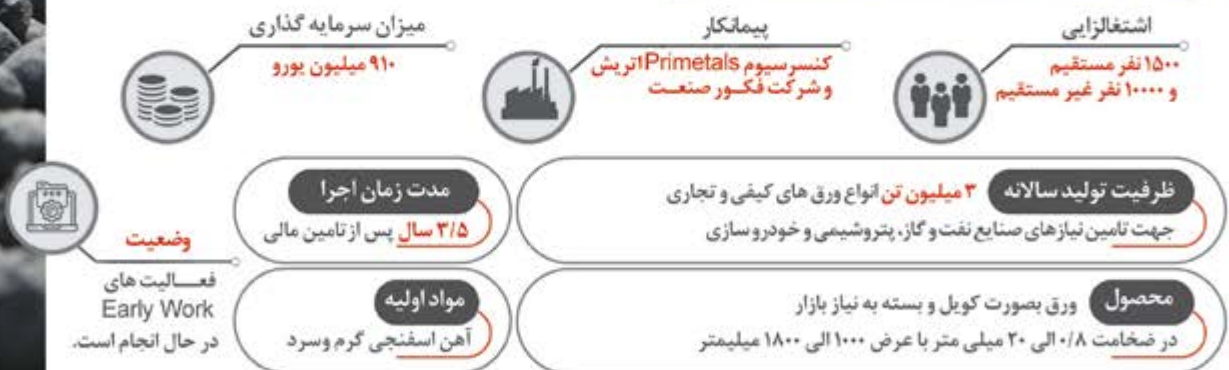 اشتغالزایی
۱۵۰۰ نفر مستقیم
و ۱۰۰۰۰ نفر غیر مستقیم
پیمانکار
کنسرسیوم Primetals اتریش
و شرکت فکور صنعت
میزان سرمایه گذاری
۹۱۰ میلیون یورو
ظرفیت تولید سالانه ۳ میلیون تن انواع ورق های کیفی و تجاری
جهت تامین نیازهای صنایع نفت و گاز، پتروشیمی و خودرو سازی
مدت زمان اجرا
۳/۵ سال پس از تامین مالی
محصول ورق بصورت کویل و بسته به نیاز بازار
در ضخامت ۰/۸ الی ۲۰ میلی متر با عرض ۱۰۰۰ الی ۱۸۰۰ میلیمتر
مواد اولیه
آهن اسفنجی گرم وسرد
وضعیت
فعالیت های
Early Work
در حال انجام است.